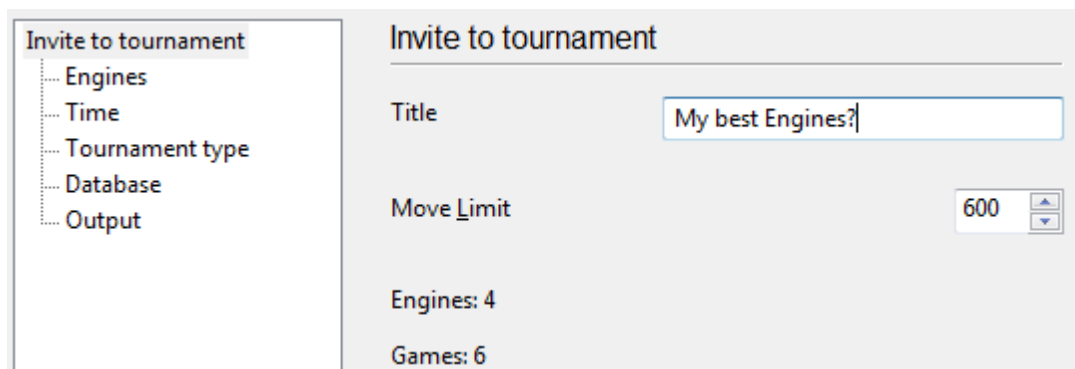 Invite to tournament
Engines
Time
Tournament type
Database
Output
Invite to tournament
Title
My best Engines?
Move Limit
600
Engines: 4
Games: 6